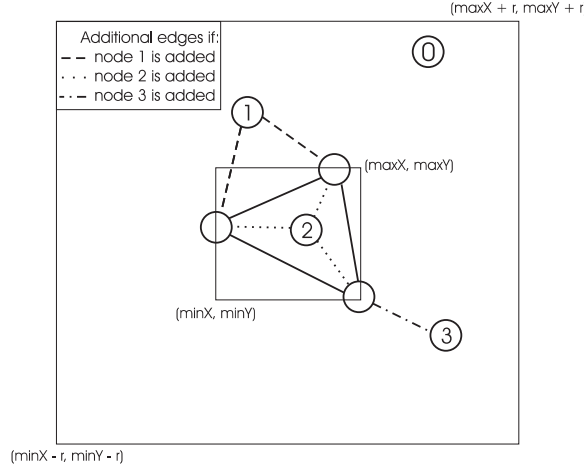 (maxX + r, maxY + r
Additional edges if:
node 1 is added
node 2 is added
node 3 is added
0
1
(maxX, maxY)
2
(minX, minY)
3
(minX - r, minY - r)